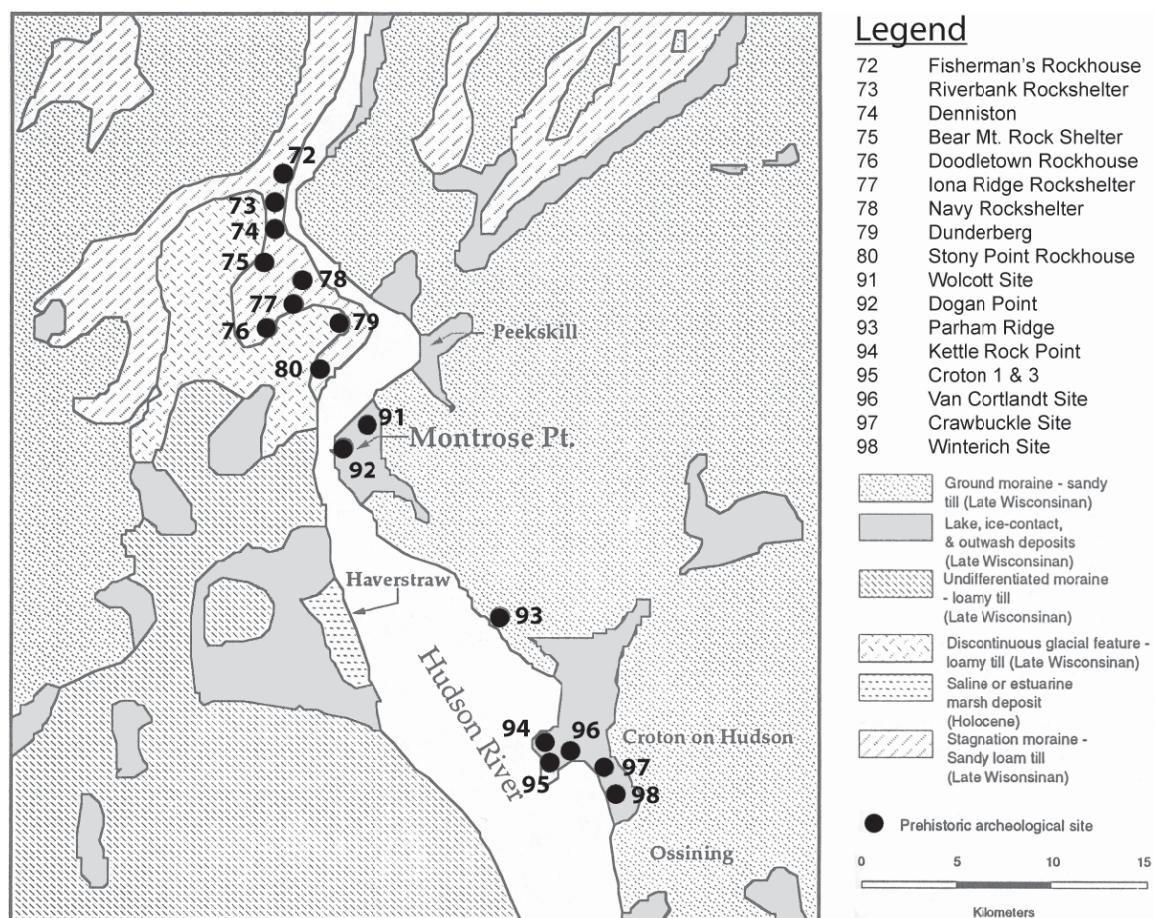 72
73
74
75
78
77
76
79
Peekskill
80
91
Montrose Pt.
92
Haverstraw
93
Hudson River
94
96
Croton on Hudson
95
97
98
Ossining
Legend
72 Fisherman's Rockhouse
73 Riverbank Rockshelter
74 Denniston
75 Bear Mt. Rock Shelter
76 Doodletown Rockhouse
77 Iona Ridge Rockshelter
78 Navy Rockshelter
79 Dunderberg
80 Stony Point Rockhouse
91 Wolcott Site
92 Dogan Point
93 Parham Ridge
94 Kettle Rock Point
95 Croton 1 & 3
96 Van Cortlandt Site
97 Crawbuckle Site
98 Winterich Site
Ground moraine - sandy
till (Late Wisconsinan)
Lake, ice-contact,
& outwash deposits
(Late Wisconsinan)
Undifferentiated moraine
- loamy till
(Late Wisconsinan)
Discontinuous glacial feature -
loamy till (Late Wisconsinan)
Saline or estuarine
marsh deposit
(Holocene)
Stagnation moraine -
Sandy loam till
(Late Wisonsinan)
Prehistoric archeological site
0 5 10 15
Kilometers